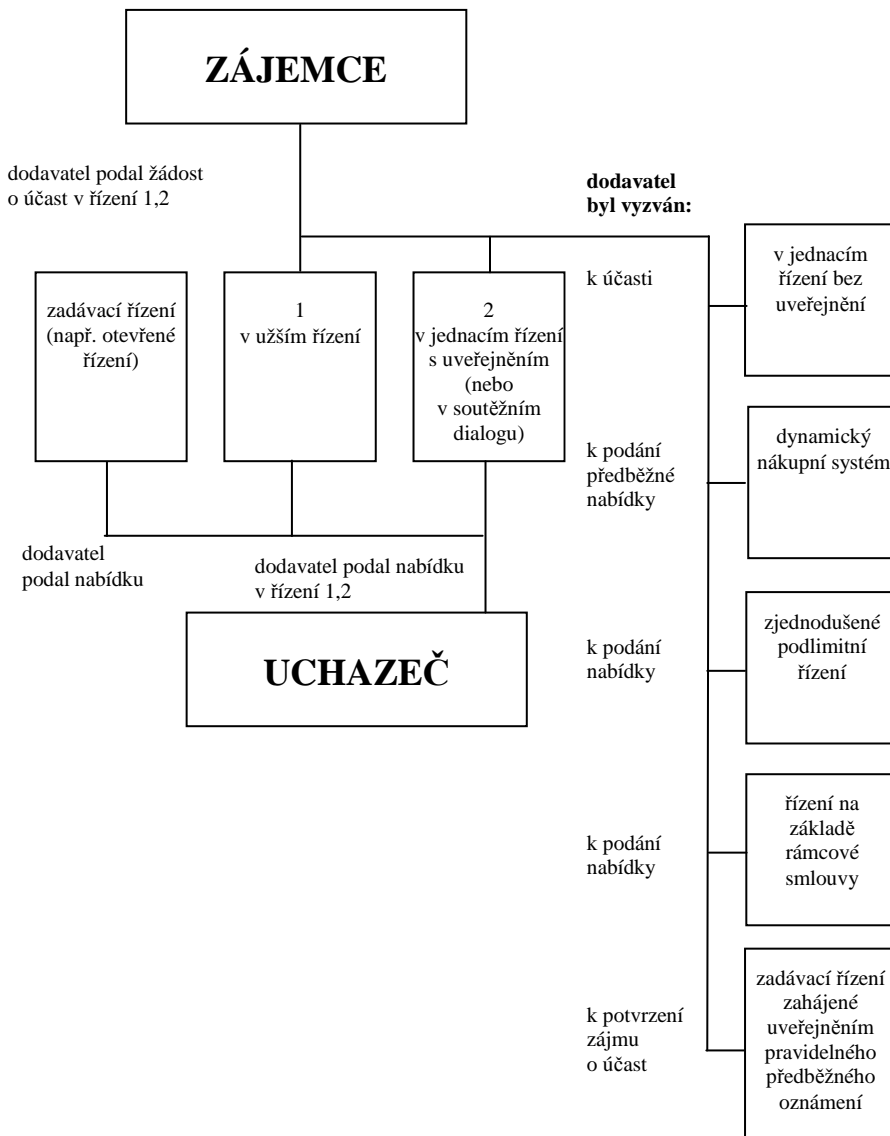 ZÁJEMCE
dodavatel podal žádost
o účast v řízení 1,2
dodavatel
byl vyzván:
zadávací řízení
(např. otevřené
řízení)
1
v užším řízení
2
v jednacím řízení
s uveřejněním
(nebo
v soutěžním
dialogu)
k účasti
v jednacím
řízení bez
uveřejnění
k podání
předběžné
nabídky
dynamický
nákupní systém
dodavatel
podal nabídku
dodavatel podal nabídku
v řízení 1,2
UCHAZEČ
k podání
nabídky
zjednodušené
podlimitní
řízení
k podání
nabídky
řízení na
základě
rámcové
smlouvy
k potvrzení
zájmu
o účast
zadávací řízení
zahájené
uveřejněním
pravidelného
předběžného
oznámení